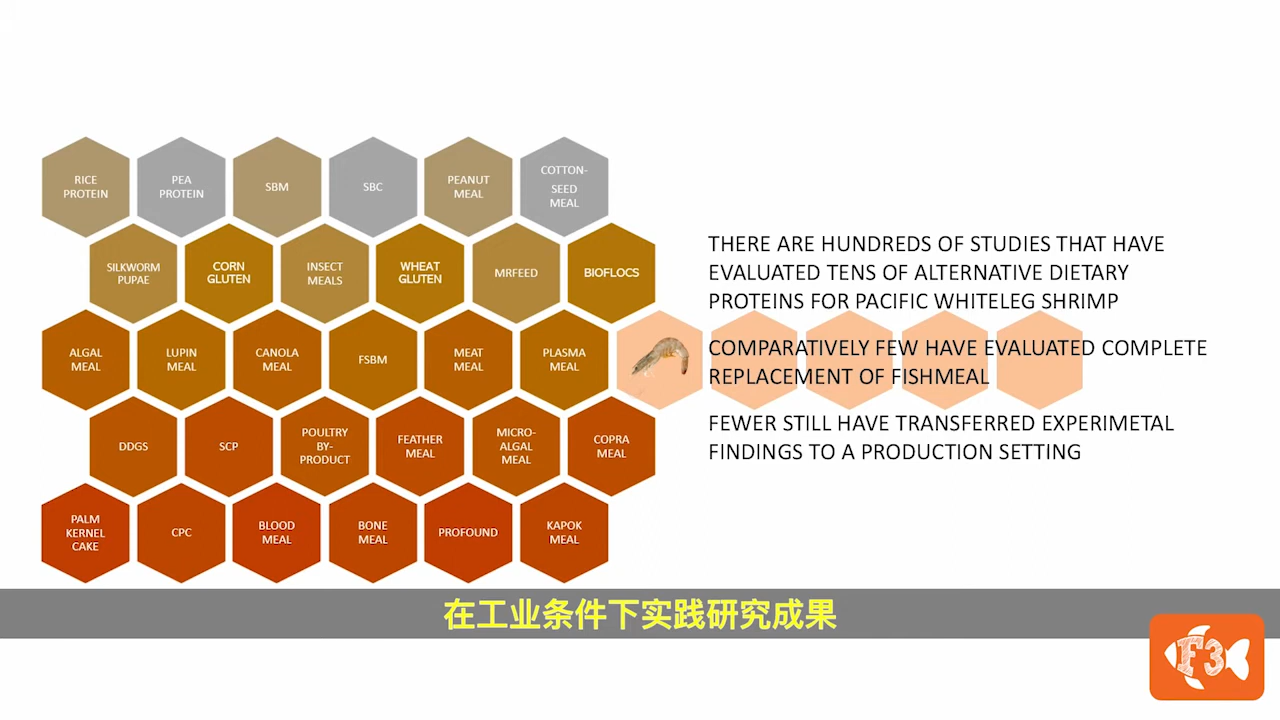 RICE
PROTEIN
PEA
PROTEIN
SBM
SBC
PEANUT
MEAL
COTTON-
SEED
MEAL
SILKWORM
PUPAE
CORN
GLUTEN
INSECT
MEALS
WHEAT
GLUTEN
MRFEED
BIOFLOCS
ALGAL
MEAL
LUPIN
MEAL
CANOLA
MEAL
FSBM
MEAT
MEAL
PLASMA
MEAL
DDGS
SCP
POULTRY
BY-
PRODUCT
FEATHER
MEAL
MICRO-
ALGAL
MEAL
COPRA
MEAL
PALM
KERNEL
CAKE
CPC
BLOOD
MEAL
BONE
MEAL
PROFOUND
KAPOK
MEAL
THERE ARE HUNDREDS OF STUDIES THAT HAVE
EVALUATED TENS OF ALTERNATIVE DIETARY
PROTEINS FOR PACIFIC WHITELEG SHRIMP
COMPARATIVELY FEW HAVE EVALUATED COMPLETE
REPLACEMENT OF FISHMEAL
FEWER STILL HAVE TRANSFERRED EXPERIMETAL
FINDINGS TO A PRODUCTION SETTING
在工业条件下实践研究成果
F3